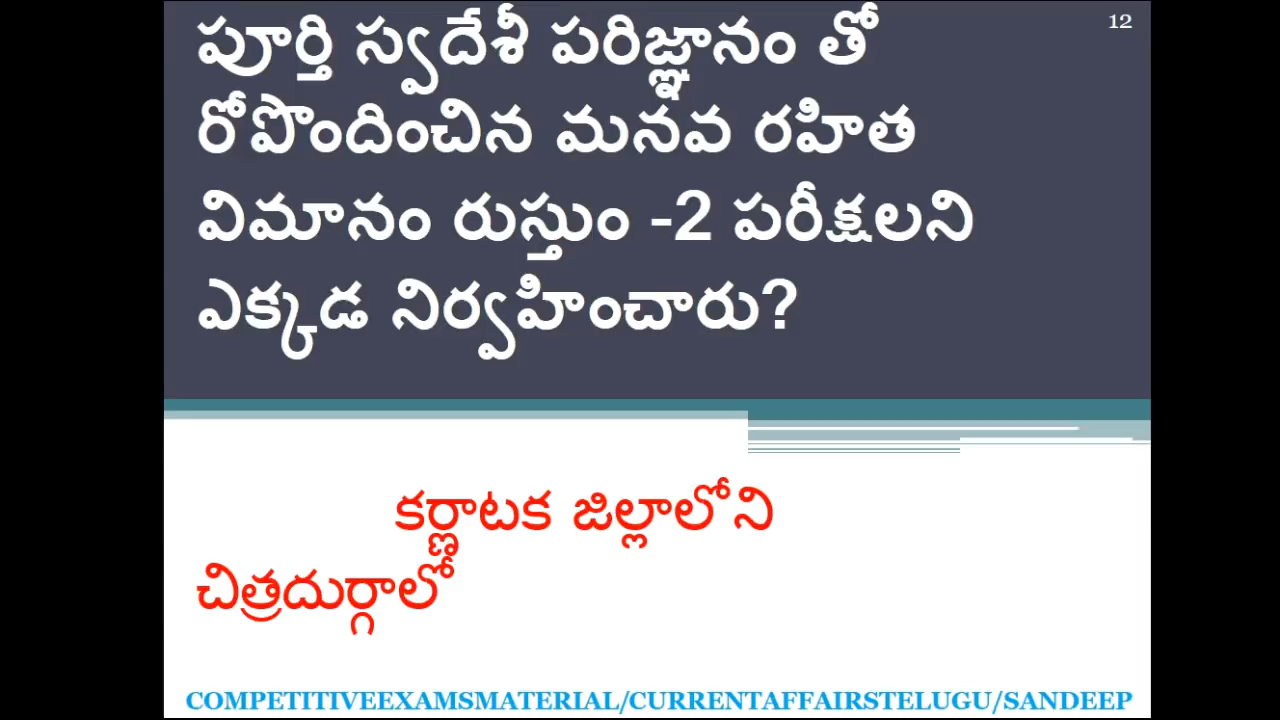 12
పూర్తి స్వదేశీ పరిజ్ఞానం తో
రోపొందించిన మనవ రహిత
విమానం రుస్తుం -2 పరీక్షలని
ఎక్కడ నిర్వహించారు?
కర్ణాటక జిల్లాలోని
చిత్రదుర్గాలో
COMPETITIVEEXAMSMATERIAL/CURRENTAFFAIRSTELUGU/SANDEEP